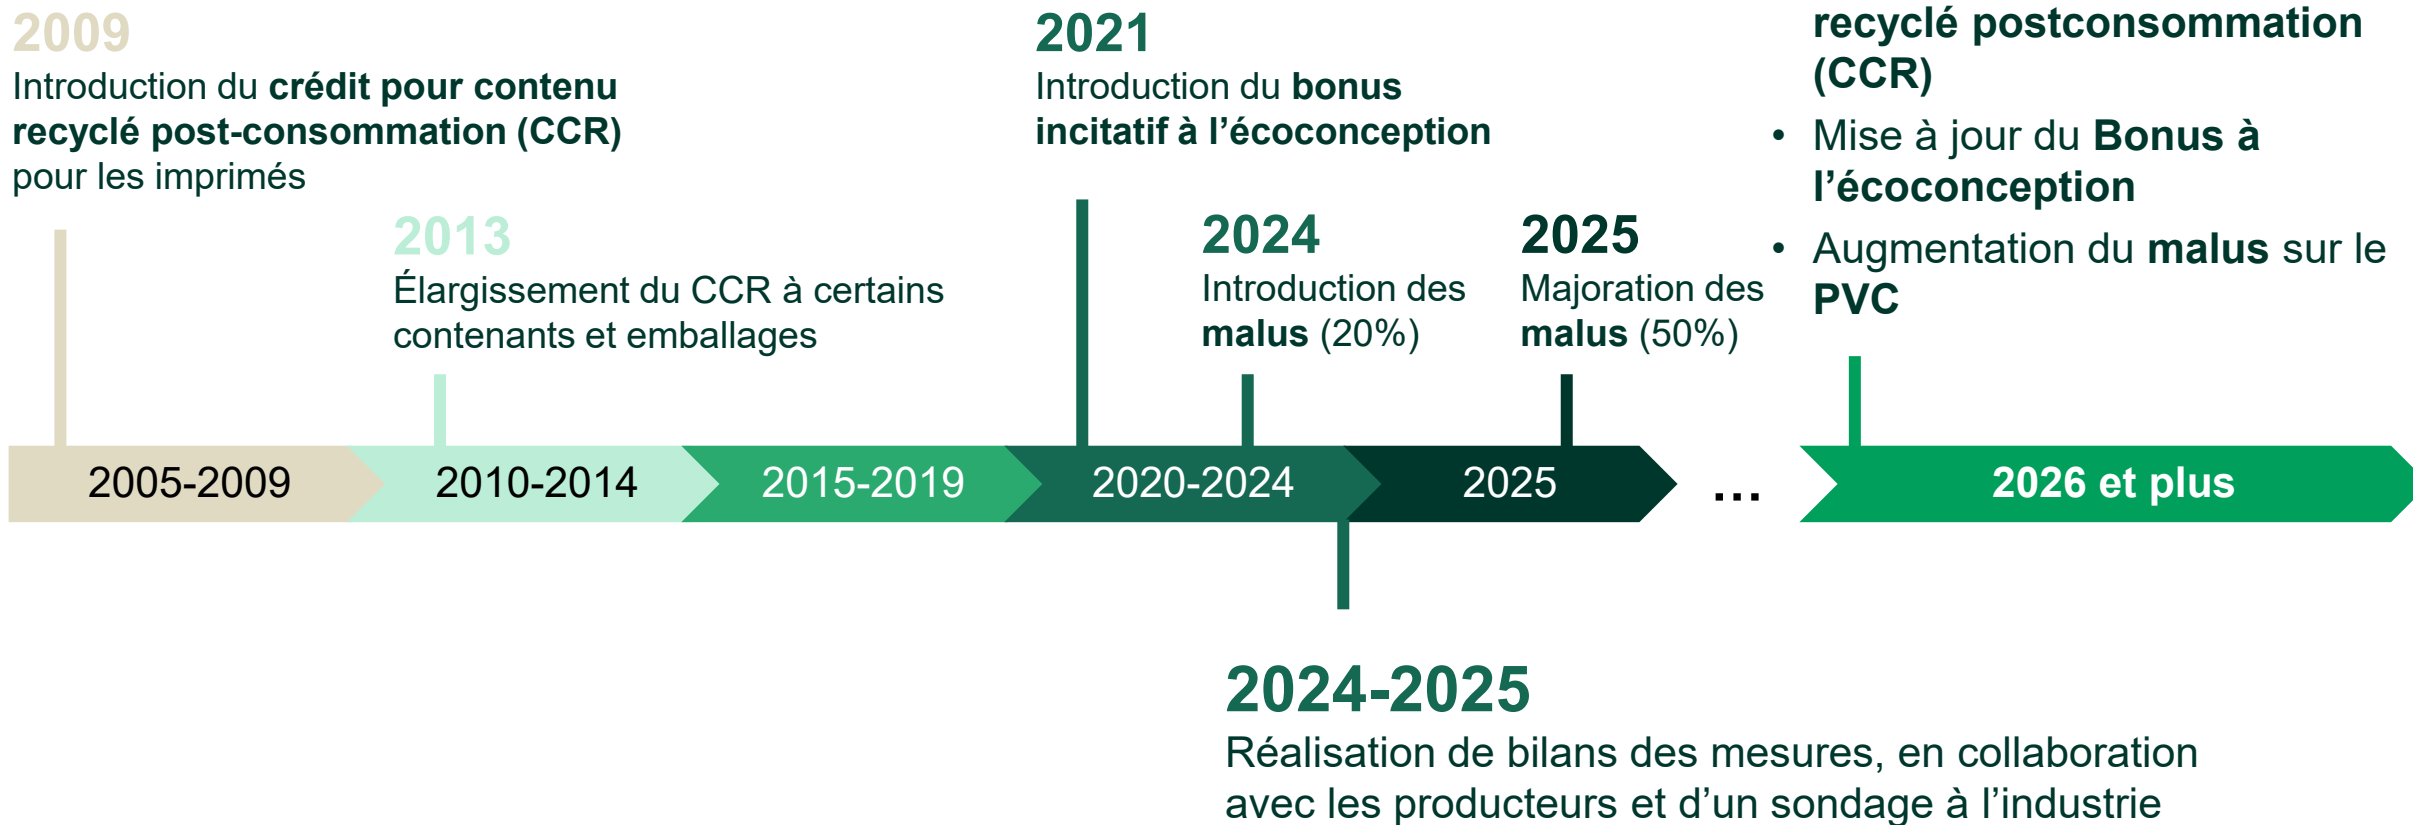 2009
Introduction du crédit pour contenu
recyclé post-consommation (CCR)
pour les imprimés
2013
Élargissement du CCR à certains
contenants et emballages
2021
Introduction du bonus
incitatif à l’écoconception
2024
Introduction des
malus (20%)
2025
Majoration des
malus (50%)
recyclé postconsommation
(CCR)
• Mise à jour du Bonus à
l’écoconception
• Augmentation du malus sur le
PVC
2005-2009
2010-2014
2015-2019
2020-2024
2025
...
2026 et plus
2024-2025
Réalisation de bilans des mesures, en collaboration
avec les producteurs et d’un sondage à l’industrie